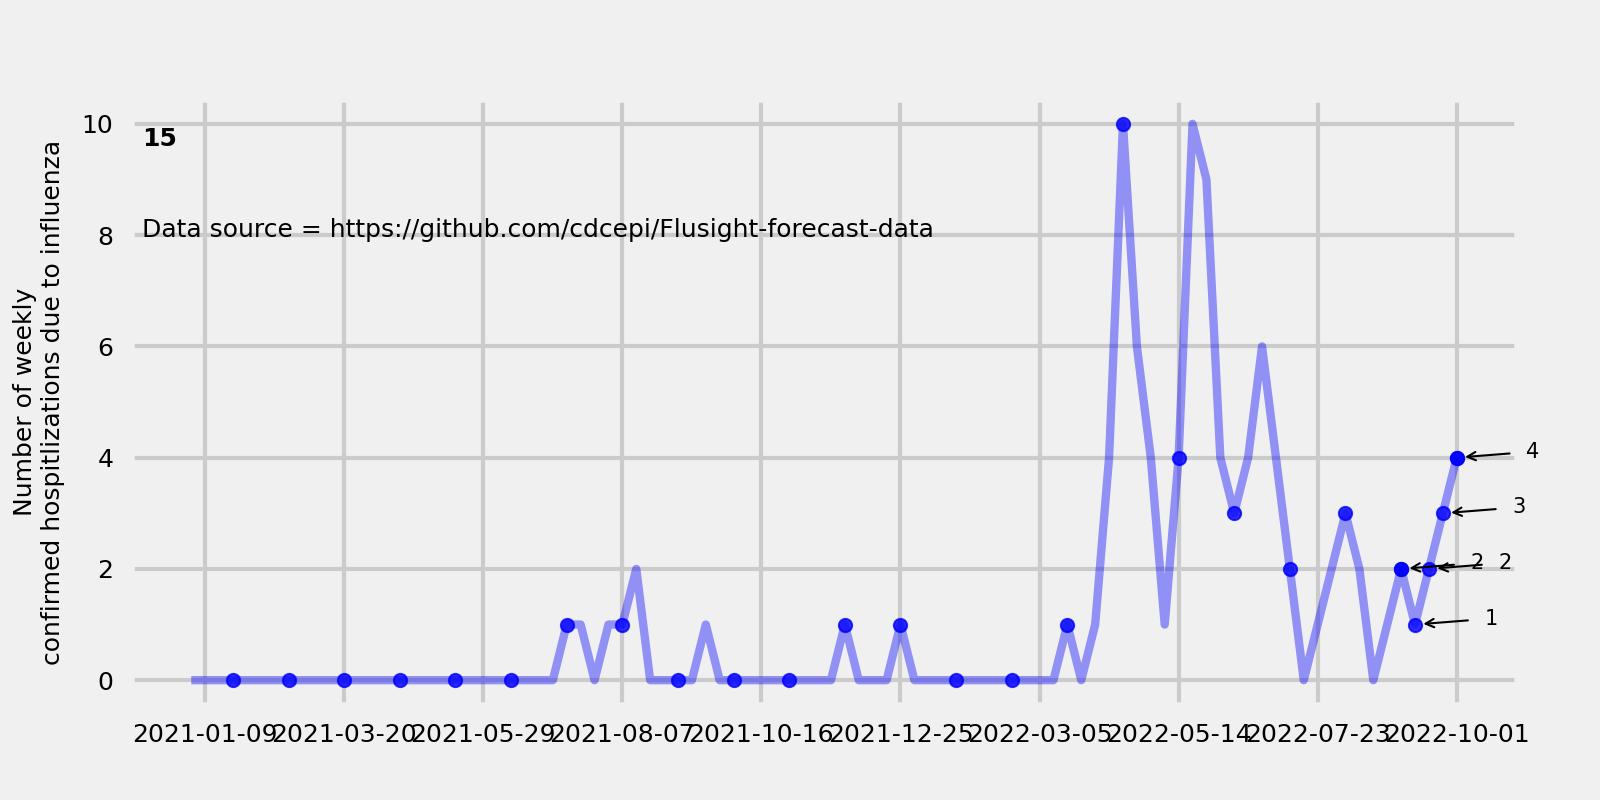 Number of weekly
confirmed hospitlizations due to influenza
10
8
6
4
2
0
15
Data source = https://github.com/cdcepi/Flusight-forecast-data
4
3
2 2
1
2021-01-09 2021-03-20 2021-05-29 2021-08-07 2021-10-16 2021-12-25 2022-03-05 2022-05-14 2022-07-23 2022-10-01